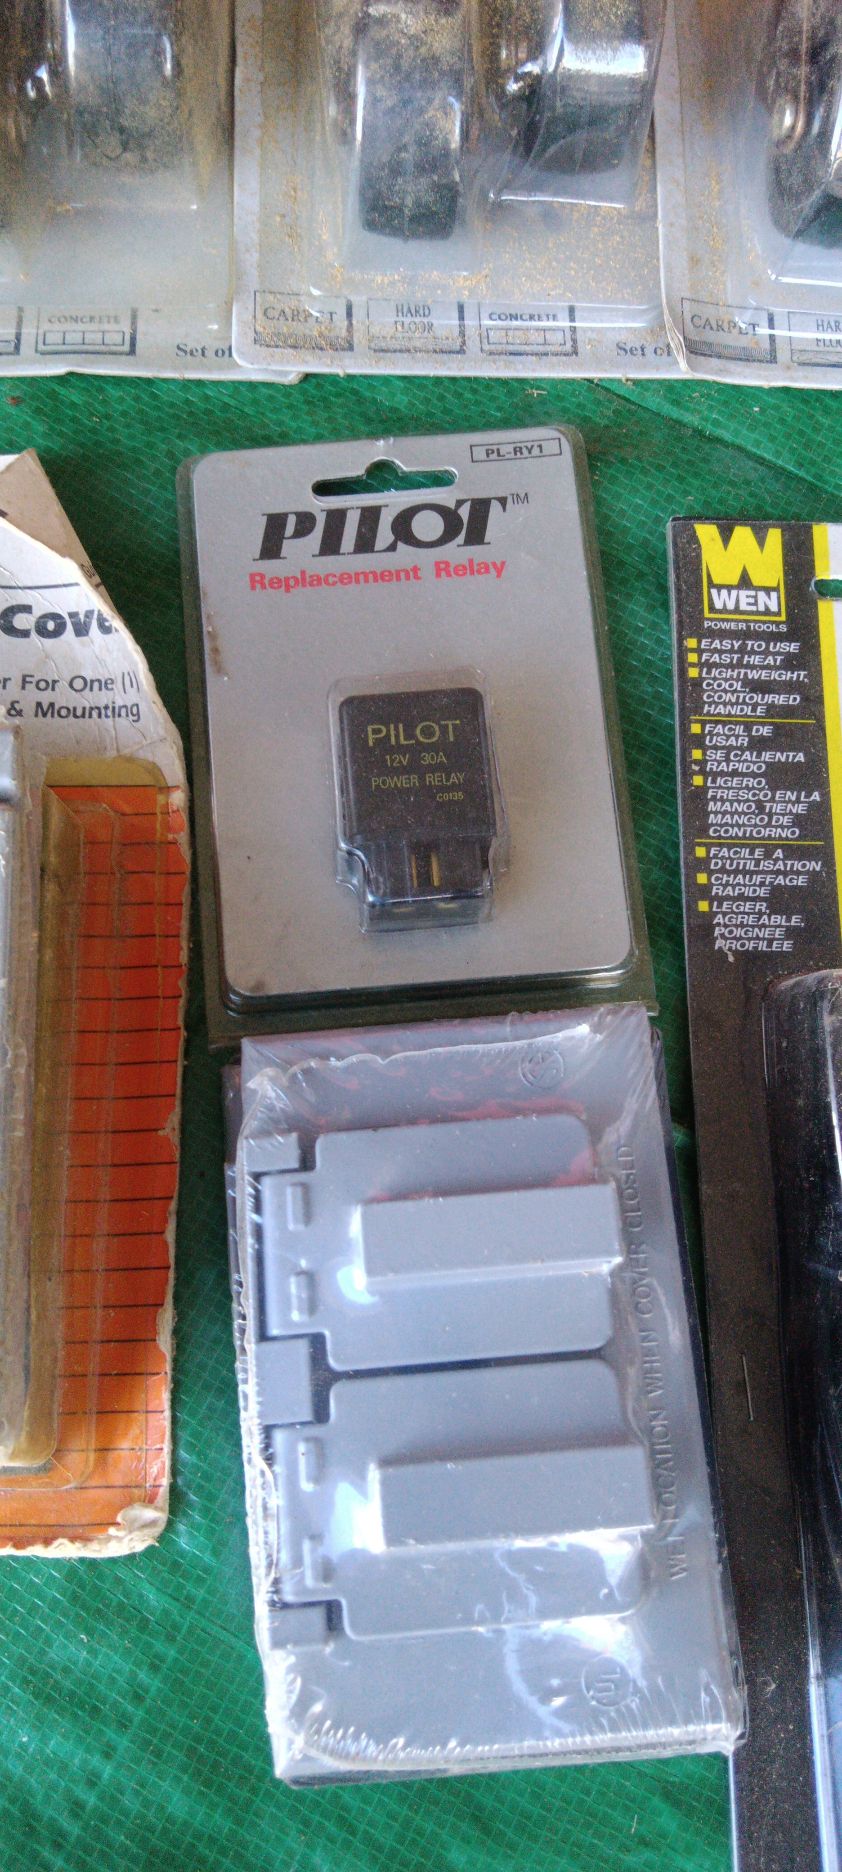 CONCRETE
Set of
CARPET
HARD
FLOOR
CONCRETE
Set of
CARPET
PL-RY1
PILOT™
Replacement Relay
PILOT
12V 30A
POWER RELAY
C0135
For One (1)
& Mounting
W
WEN
POWER TOOLS
EASY TO USE
FAST HEAT
LIGHTWEIGHT,
COOL,
CONTOURED
HANDLE
FACIL DE
USAR
SE CALIENTA
RAPIDO
LIGERO,
FRESCO EN LA
MANO, TIENE
MANGO DE
CONTORNO
FACILE A
D'UTILISATION
CHAUFFAGE
RAPIDE
LEGER,
AGREABLE,
POIGNEE
PROFILEE
WET LOCATION WHEN COVER CLOSED